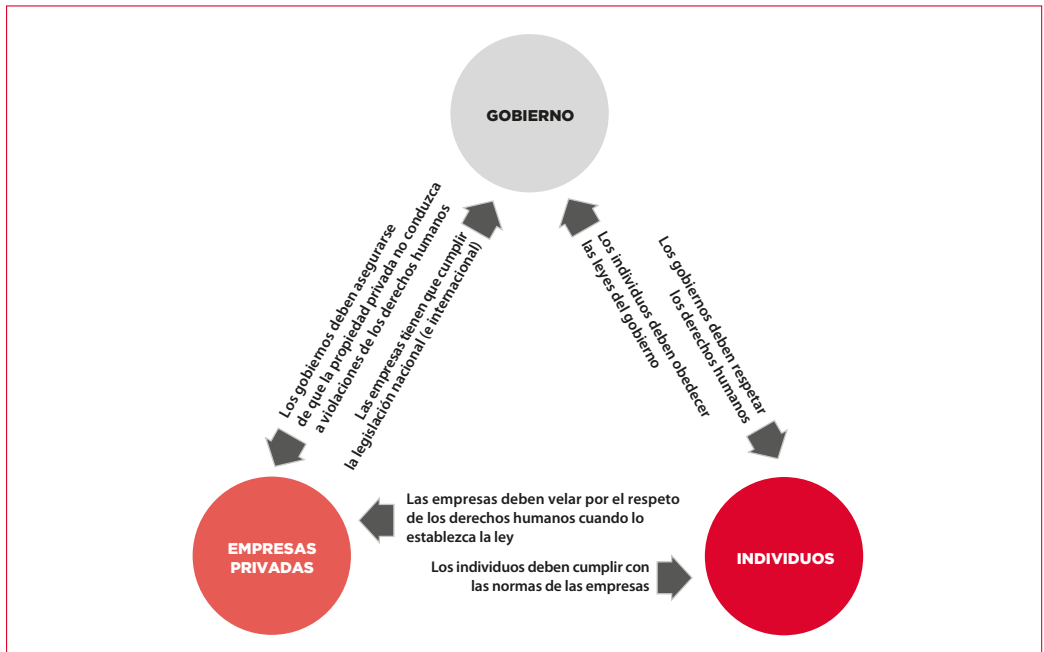 GOBIERNO
Los gobiernos deben asegurarse
de que la propiedad privada no conduzca
a violaciones de los derechos humanos
Las empresas tienen que cumplir
la legislación nacional (e internacional)
Los individuos deben obedecer
las leyes del gobierno
Los gobiernos deben respetar
los derechos humanos
EMPRESAS
PRIVADAS
Las empresas deben velar por el respeto
de los derechos humanos cuando lo
establezca la ley
Los individuos deben cumplir con
las normas de las empresas
INDIVIDUOS